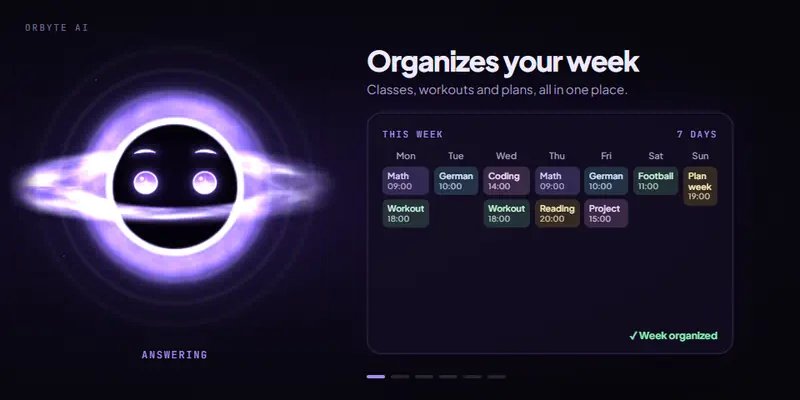 ORBYTE AI
Organizes your week
Classes, workouts and plans, all in one place.
THIS WEEK 7 DAYS
Mon Tue Wed Thu Fri Sat Sun
Math German Coding Math German Football Plan
09:00 10:00 14:00 09:00 10:00 11:00 week
19:00
Workout Workout Reading Project
18:00 18:00 20:00 15:00
✓ Week organized
ANSWERING